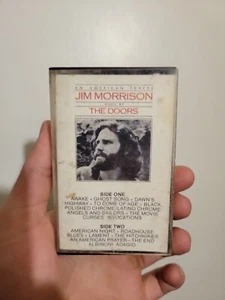 AN AMERICAN PRAYER
JIM MORRISON
MUSIC BY
THE DOORS
SIDE ONE
AWAKE • GHOST SONG • DAWN'S
HIGHWAY • TO COME OF AGE • BLACK
POLISHED CHROME/LATINO CHROME
ANGELS AND SAILORS • THE MOVIE
CURSES, INVOCATIONS
SIDE TWO
AMERICAN NIGHT • ROADHOUSE
BLUES • LAMENT • THE HITCHHIKER
AN AMERICAN PRAYER • THE END
ALBINONI: ADAGIO